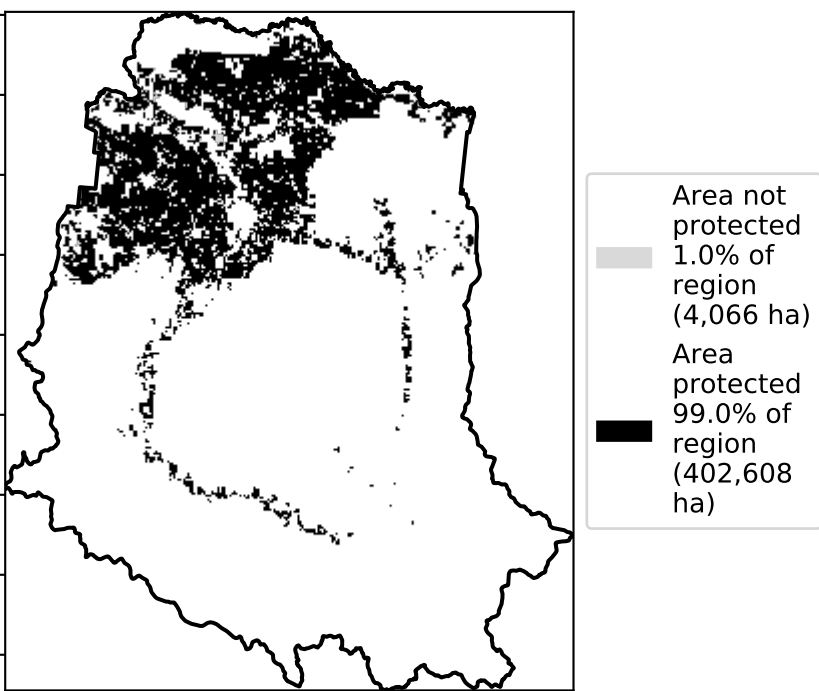 Area not
protected
1.0% of
region
(4,066 ha)
Area
protected
99.0% of
region
(402,608
ha)